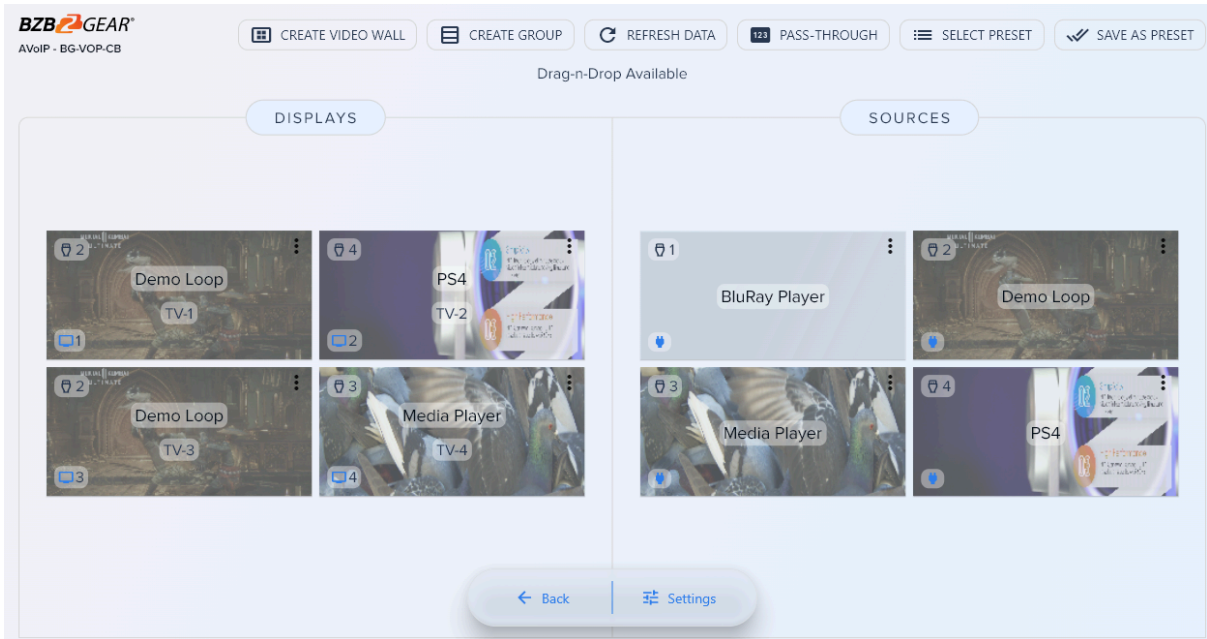 BZBGEAR®
AVoIP - BG-VOP-CB
CREATE VIDEO WALL
CREATE GROUP
REFRESH DATA
123 PASS-THROUGH
SELECT PRESET
SAVE AS PRESET
Drag-n-Drop Available
DISPLAYS
2
Demo Loop
TV-1
1
4
PS4
TV-2
2
2
Demo Loop
TV-3
3
3
Media Player
TV-4
4
SOURCES
1
BluRay Player
2
Demo Loop
3
Media Player
4
PS4
Back
Settings